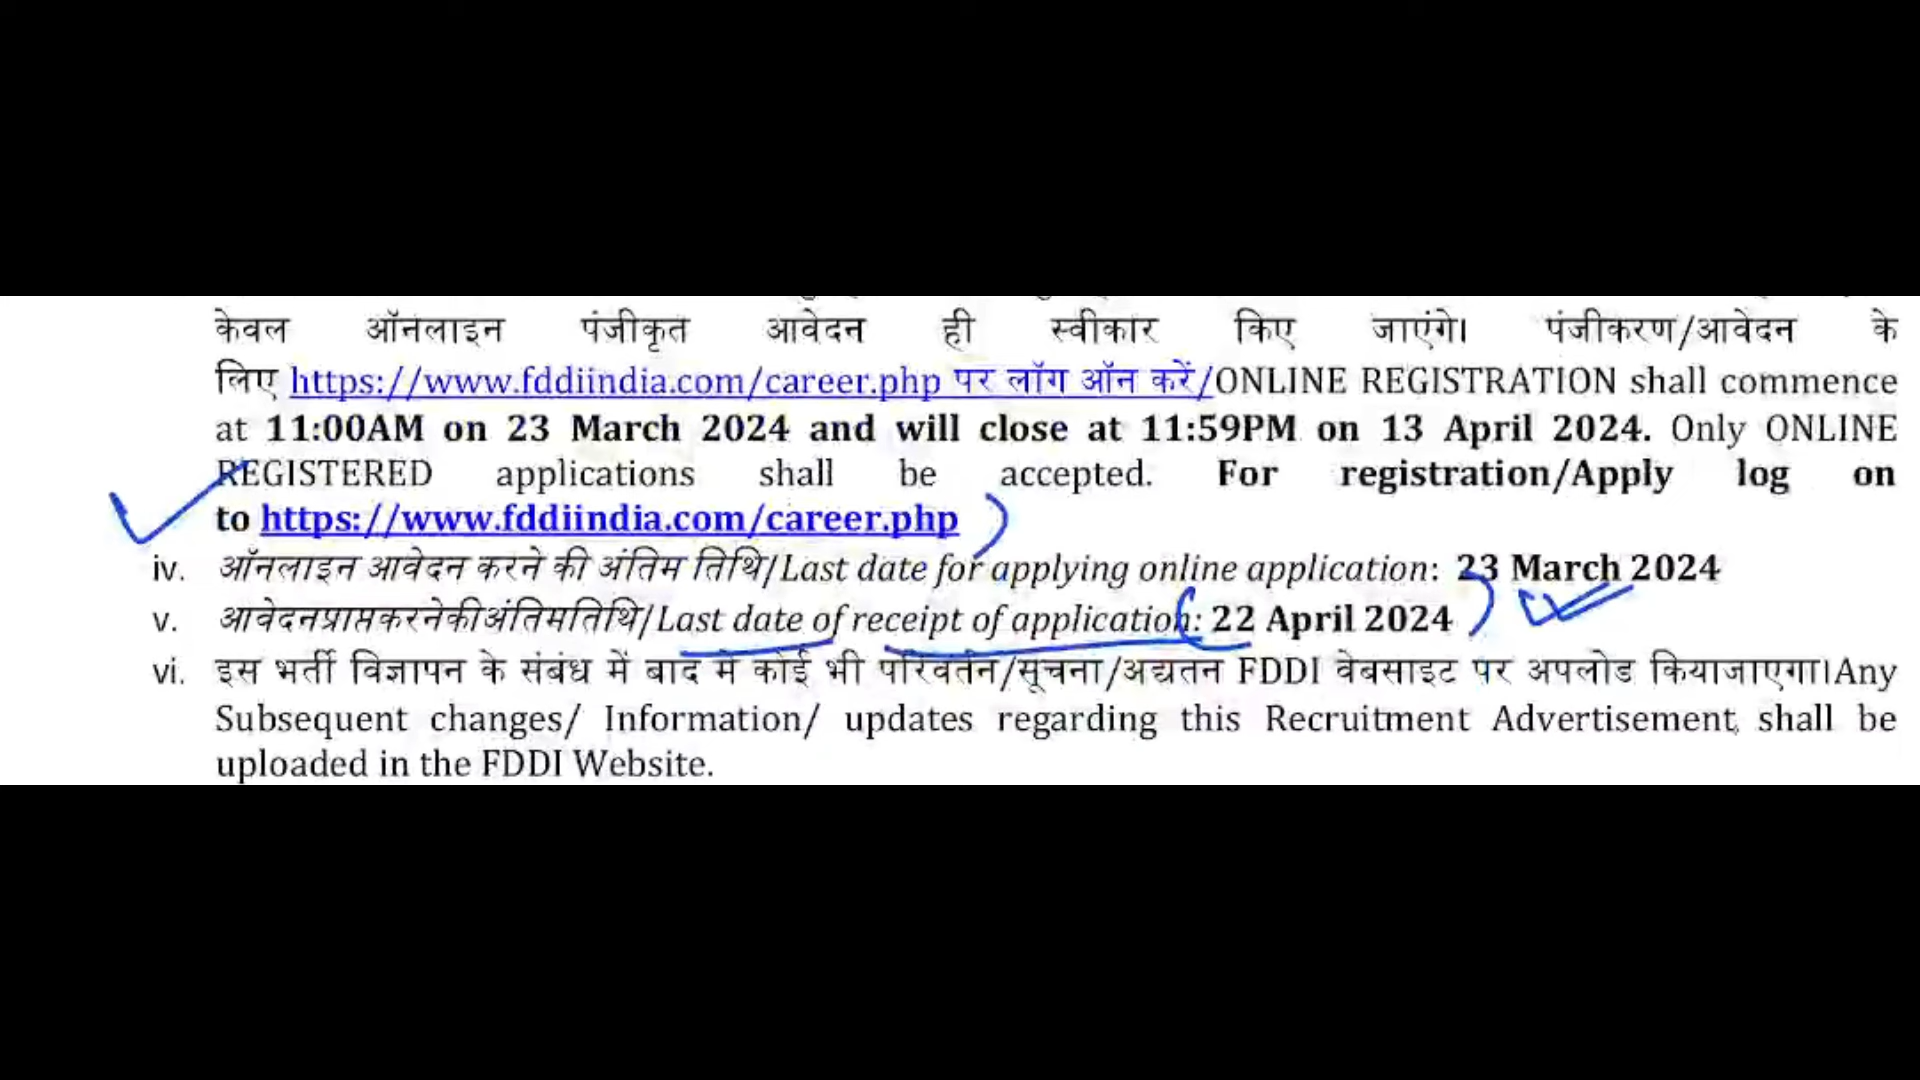 केवल ऑनलाइन पंजीकृत आवेदन ही स्वीकार किए जाएंगे। पंजीकरण/आवेदन के
लिए https://www.fddiindia.com/career.php पर लॉग ऑन करें/ONLINE REGISTRATION shall commence
at 11:00AM on 23 March 2024 and will close at 11:59PM on 13 April 2024. Only ONLINE
REGISTERED applications shall be accepted. For registration/Apply log on
to https://www.fddiindia.com/career.php
iv. ऑनलाइन आवेदन करने की अंतिम तिथि/Last date for applying online application: 23 March 2024
v. आवेदनप्राप्तकरनेकीअंतिमतिथि/Last date of receipt of application: 22 April 2024
vi. इस भर्ती विज्ञापन के संबंध में बाद में कोई भी परिवर्तन/सूचना/अद्यतन FDDI वेबसाइट पर अपलोड कियाजाएगा।Any
Subsequent changes/ Information/ updates regarding this Recruitment Advertisement, shall be
uploaded in the FDDI Website.